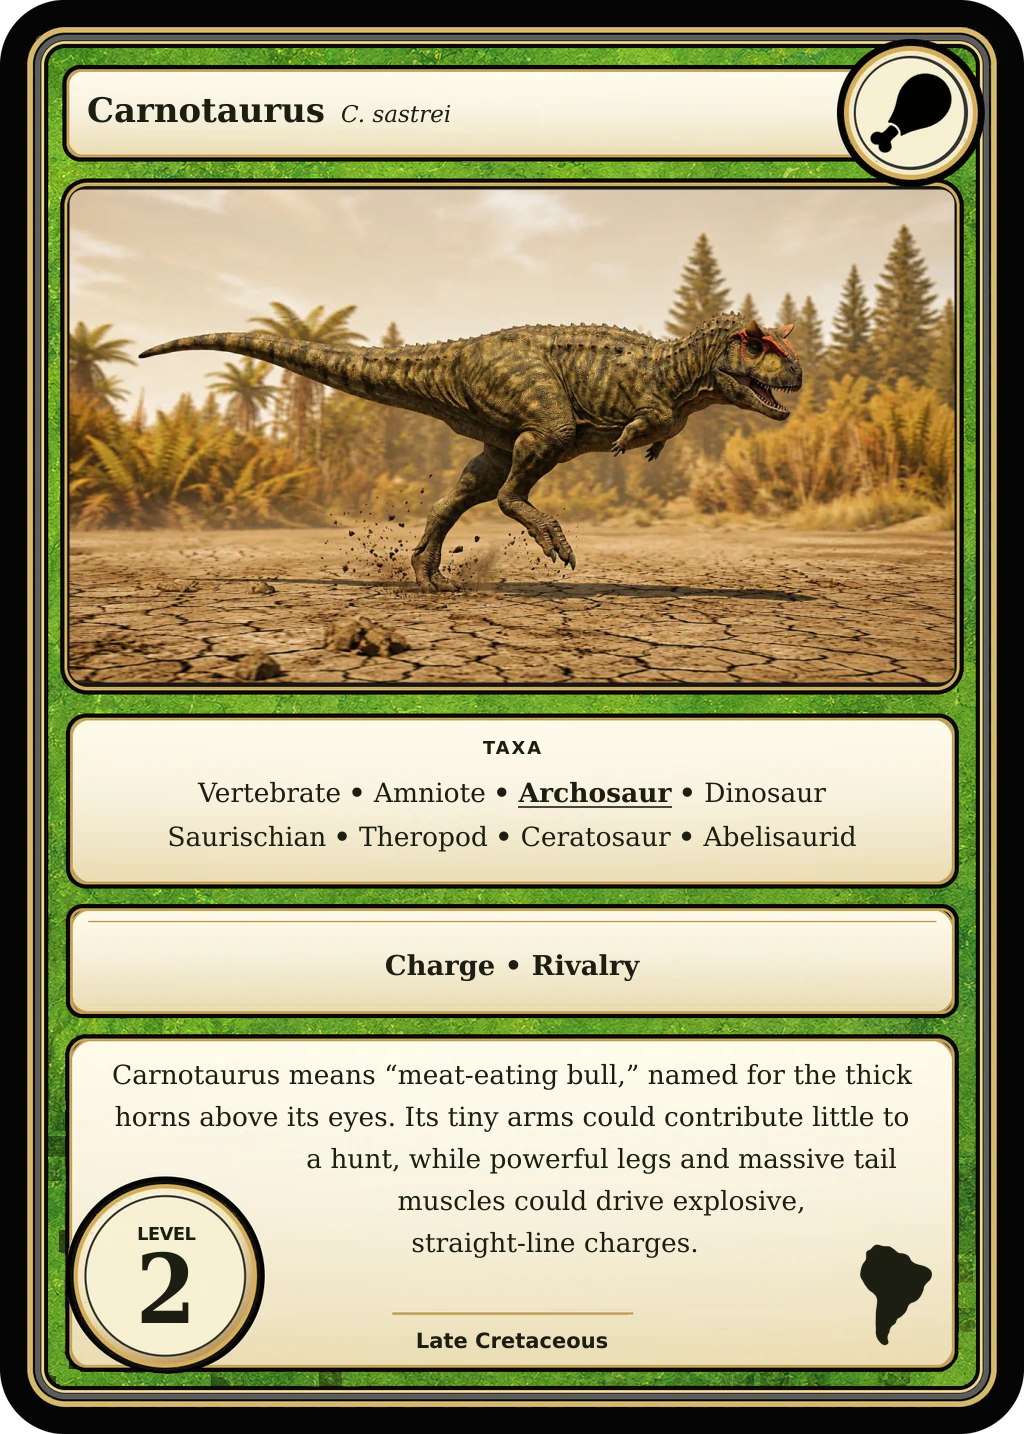 Carnotaurus C. sastrei
TAXA
Vertebrate • Amniote • Archosaur • Dinosaur
Saurischian • Theropod • Ceratosaur • Abelisaurid
Charge • Rivalry
Carnotaurus means “meat-eating bull,” named for the thick
horns above its eyes. Its tiny arms could contribute little to
a hunt, while powerful legs and massive tail
muscles could drive explosive,
straight-line charges.
LEVEL
2
Late Cretaceous